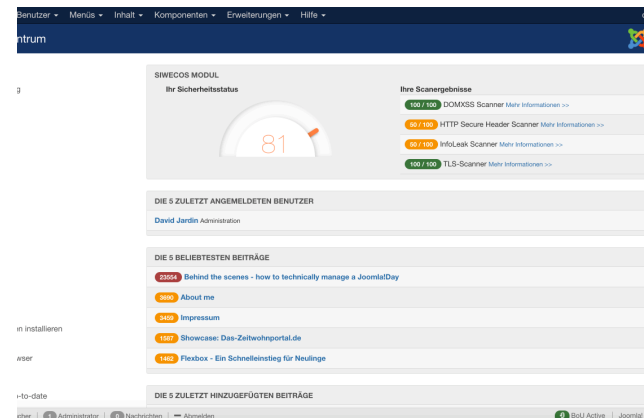 Benutzer Menüs Inhalt Komponenten Erweiterungen Hilfe
ntrum
SIWECOS MODUL
Ihr Sicherheitsstatus
81
Ihre Scanergebnisse
100 / 100 DOMXSS Scanner Mehr Informationen >>
50 / 100 HTTP Secure Header Scanner Mehr Informationen >>
50 / 100 InfoLeak Scanner Mehr Informationen >>
100 / 100 TLS-Scanner Mehr Informationen >>
g
DIE 5 ZULETZT ANGEMELDETEN BENUTZER
David Jardin Administration
DIE 5 BELIEBTESTEN BEITRÄGE
23554 Behind the scenes - how to technically manage a Joomla!Day
3890 About me
3459 Impressum
1587 Showcase: Das-Zeitwohnportal.de
1462 Flexbox - Ein Schnelleinstieg für Neulinge
en installieren
wser
-to-date
DIE 5 ZULETZT HINZUGEFÜGTEN BEITRÄGE
cher 1 Administrator 0 Nachrichten Abmelden
BoU Active Joomla!